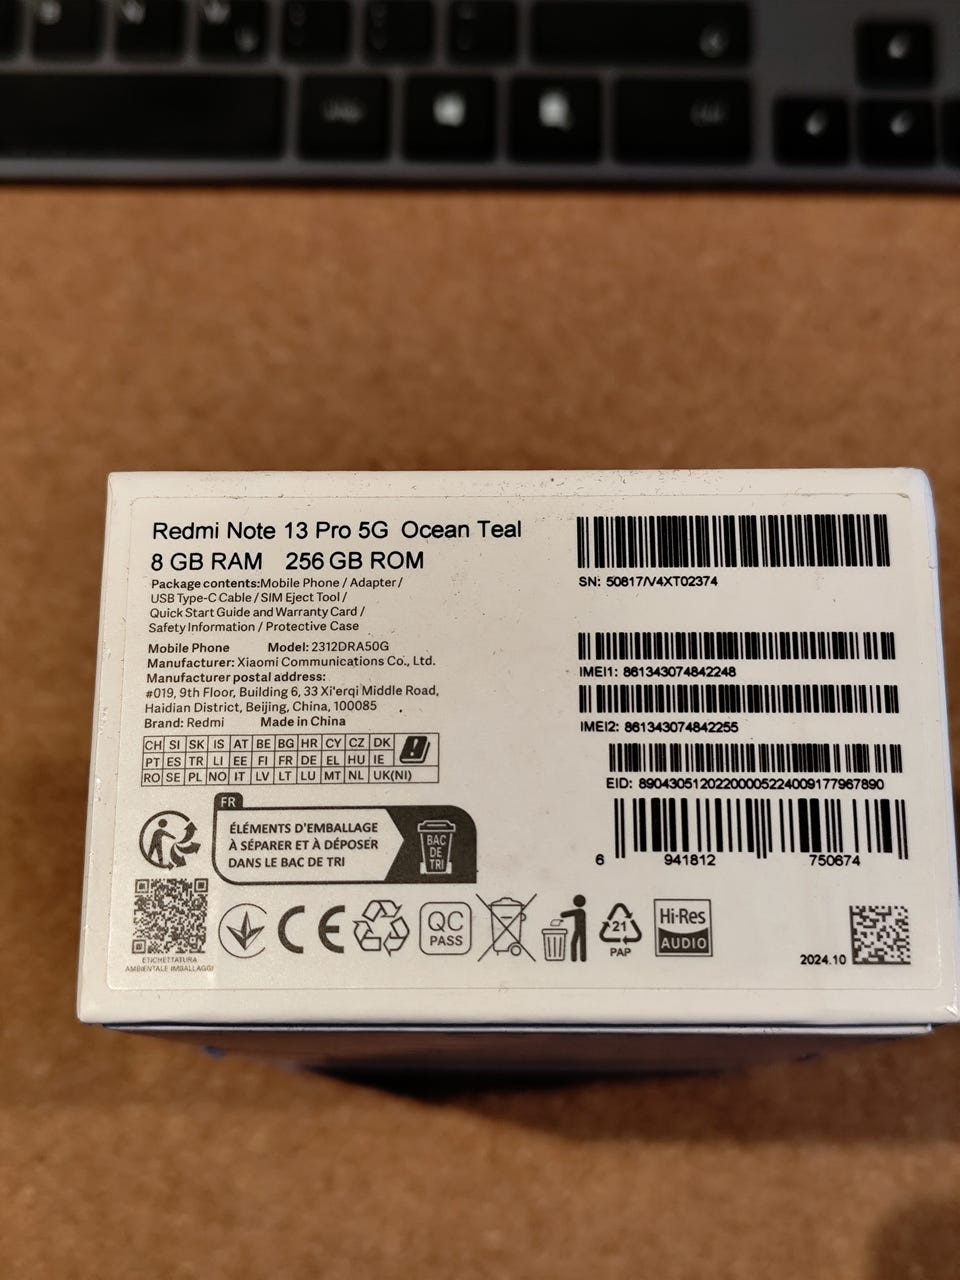 Redmi Note 13 Pro 5G Ocean Teal
8 GB RAM 256 GB ROM
Package contents:Mobile Phone / Adapter /
USB Type-C Cable / SIM Eject Tool /
Quick Start Guide and Warranty Card /
Safety Information / Protective Case
Mobile Phone Model: 2312DRA50G
Manufacturer: Xiaomi Communications Co., Ltd.
Manufacturer postal address:
#019, 9th Floor, Building 6, 33 Xi'erqi Middle Road,
Haidian District, Beijing, China, 100085
Brand: Redmi Made in China
CH SI SK IS AT BE BG HR CY CZ DK
PT ES TR LI EE FI FR DE EL HU IE
RO SE PL NO IT LV LT LU MT NL UK(NI)
FR
ÉLÉMENTS D'EMBALLAGE
À SÉPARER ET À DÉPOSER
DANS LE BAC DE TRI
BAC
DE
TRI
ETICHETTATURA
AMBIENTALE IMBALLAGGI
CE
QC
PASS
21
PAP
Hi-Res
AUDIO
SN: 50817/V4XT02374
IMEI1: 861343074842248
IMEI2: 861343074842255
EID: 89043051202200005224009177967890
6 941812 750674
2024.10